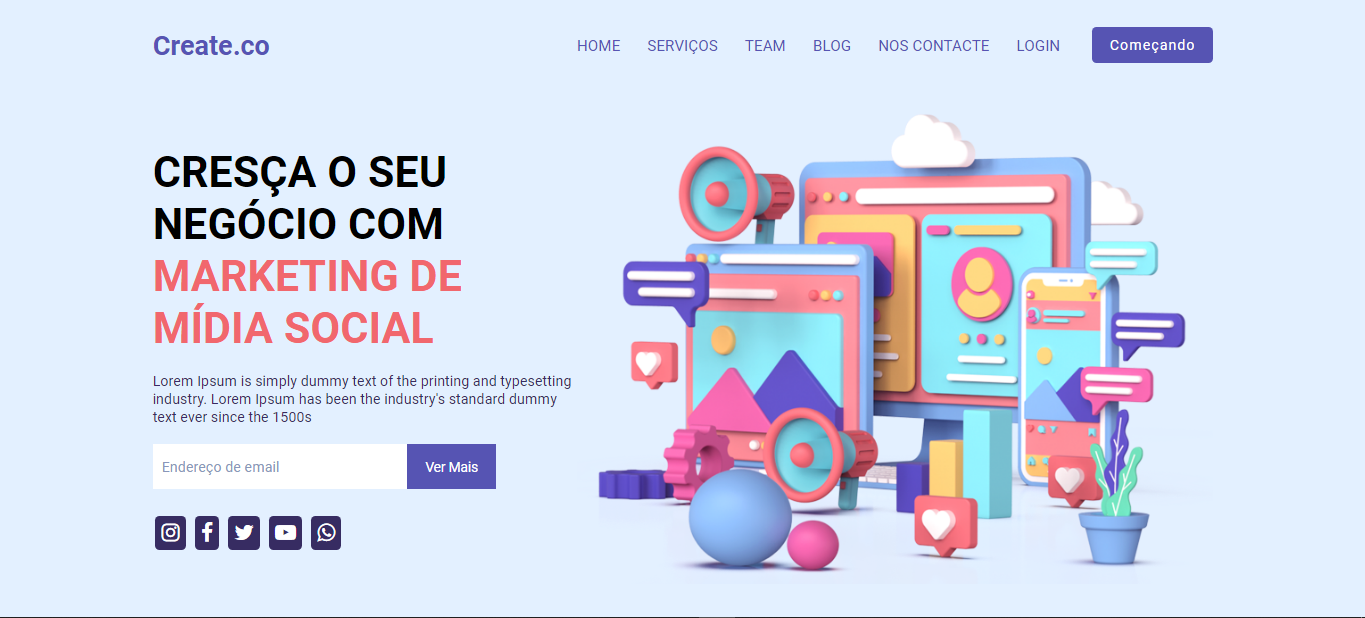 Create.co
HOME SERVIÇOS TEAM BLOG NOS CONTACTE LOGIN Começando
CRESÇA O SEU
NEGÓCIO COM
MARKETING DE
MÍDIA SOCIAL
Lorem Ipsum is simply dummy text of the printing and typesetting
industry. Lorem Ipsum has been the industry's standard dummy
text ever since the 1500s
Endereço de email Ver Mais